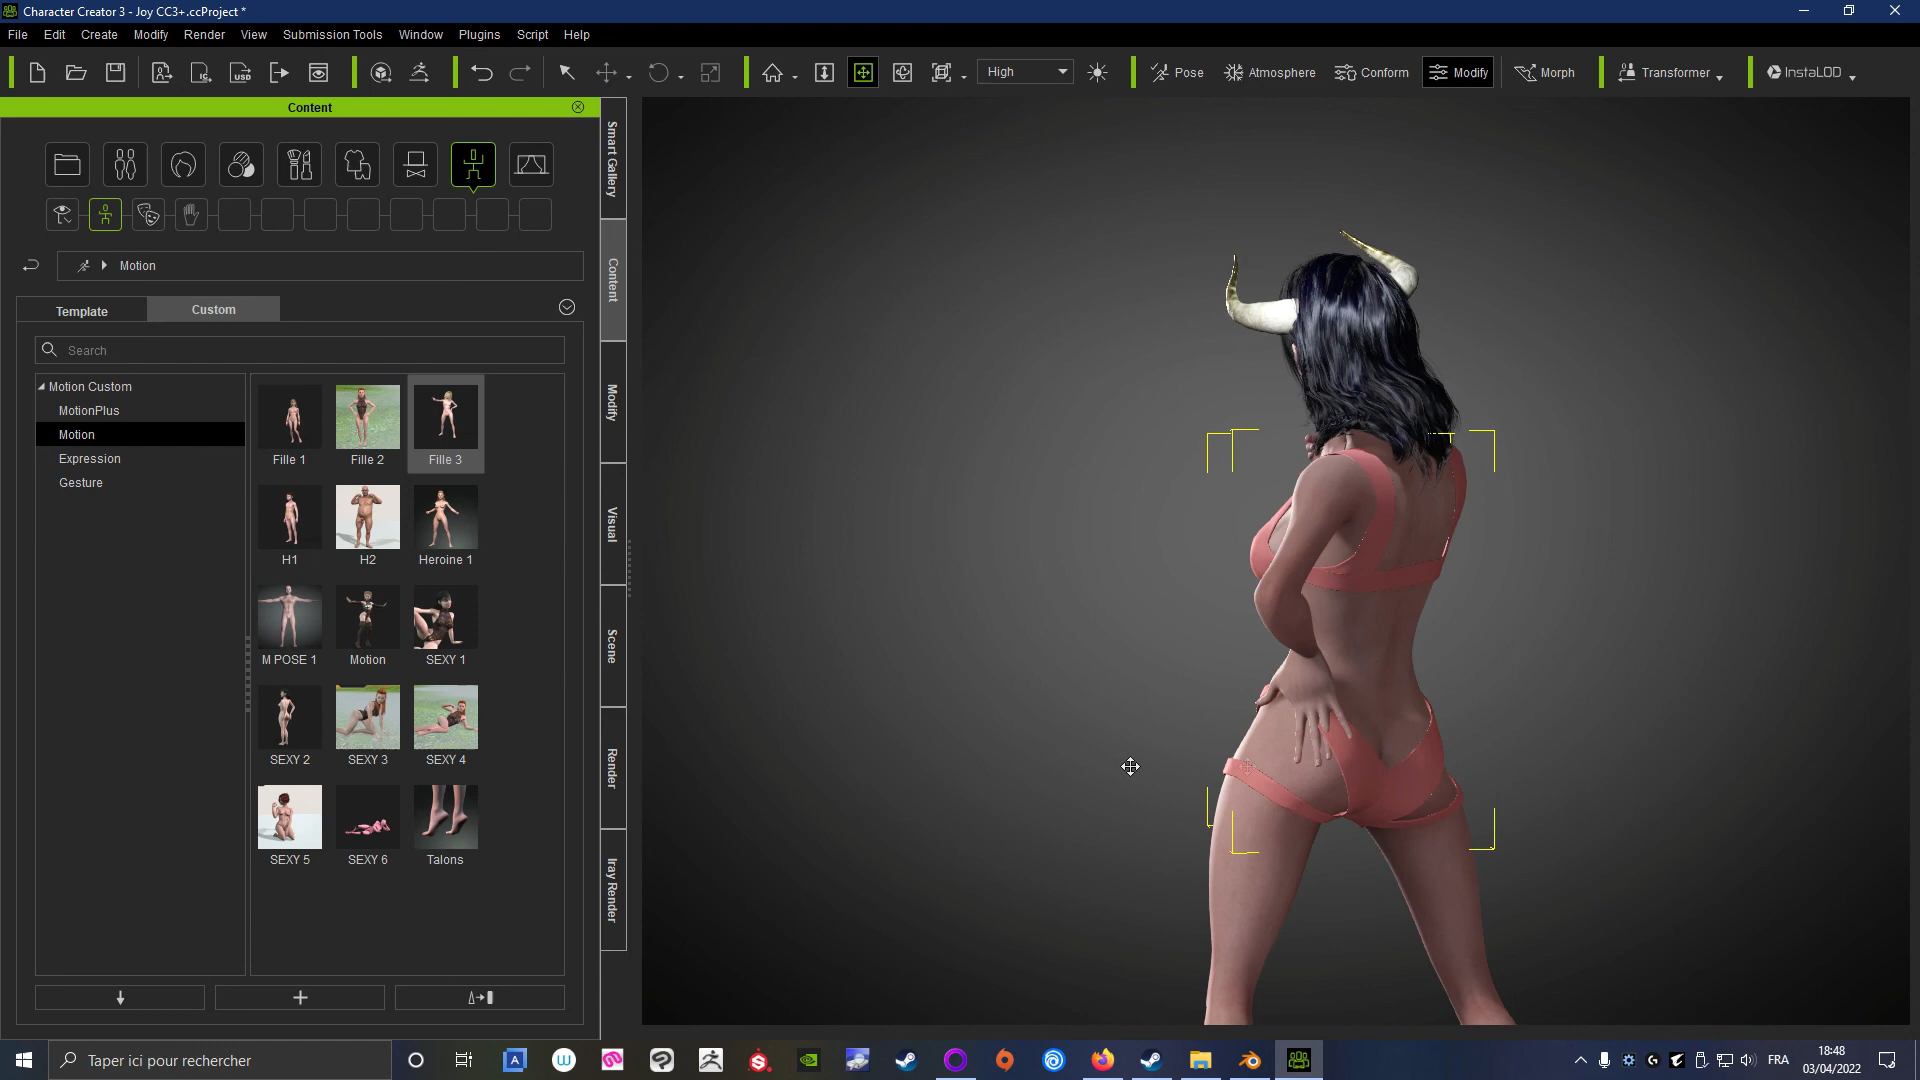 Character Creator 3 - Joy CC3+.ccProject *
File Edit Create Modify Render View Submission Tools Window Plugins Script Help
USD High Pose Atmosphere Conform Modify Morph Transformer InstaLOD
Content
Motion
Template Custom
Search
Motion Custom
MotionPlus
Motion
Expression
Gesture
Fille 1 Fille 2 Fille 3
H1 H2 Heroine 1
M POSE 1 Motion SEXY 1
SEXY 2 SEXY 3 SEXY 4
SEXY 5 SEXY 6 Talons
Smart Gallery
Content
Modify
Visual
Scene
Render
Iray Render
Taper ici pour rechercher
FRA
18:48
03/04/2022